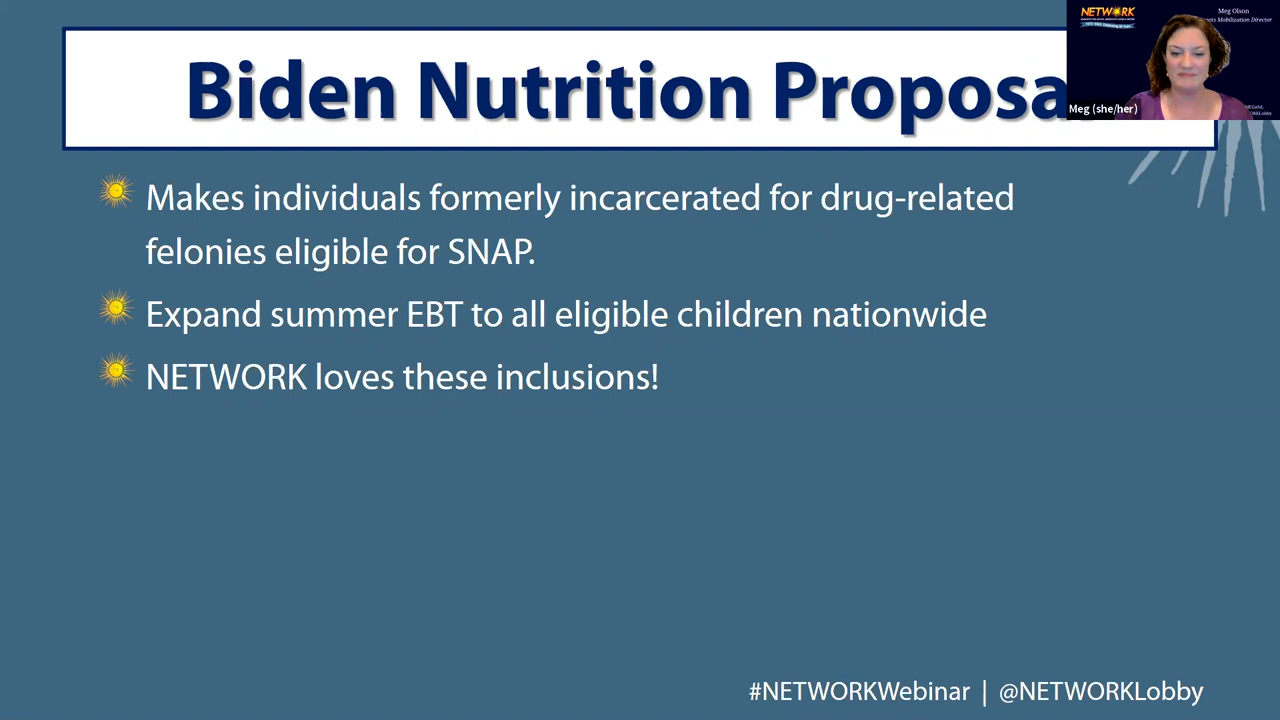 Biden Nutrition Proposa
NETWORK
Meg Olson
Mobilization Director
Meg (she/her)
Makes individuals formerly incarcerated for drug-related
felonies eligible for SNAP.
Expand summer EBT to all eligible children nationwide
NETWORK loves these inclusions!
#NETWORKWebinar | @NETWORKLobby